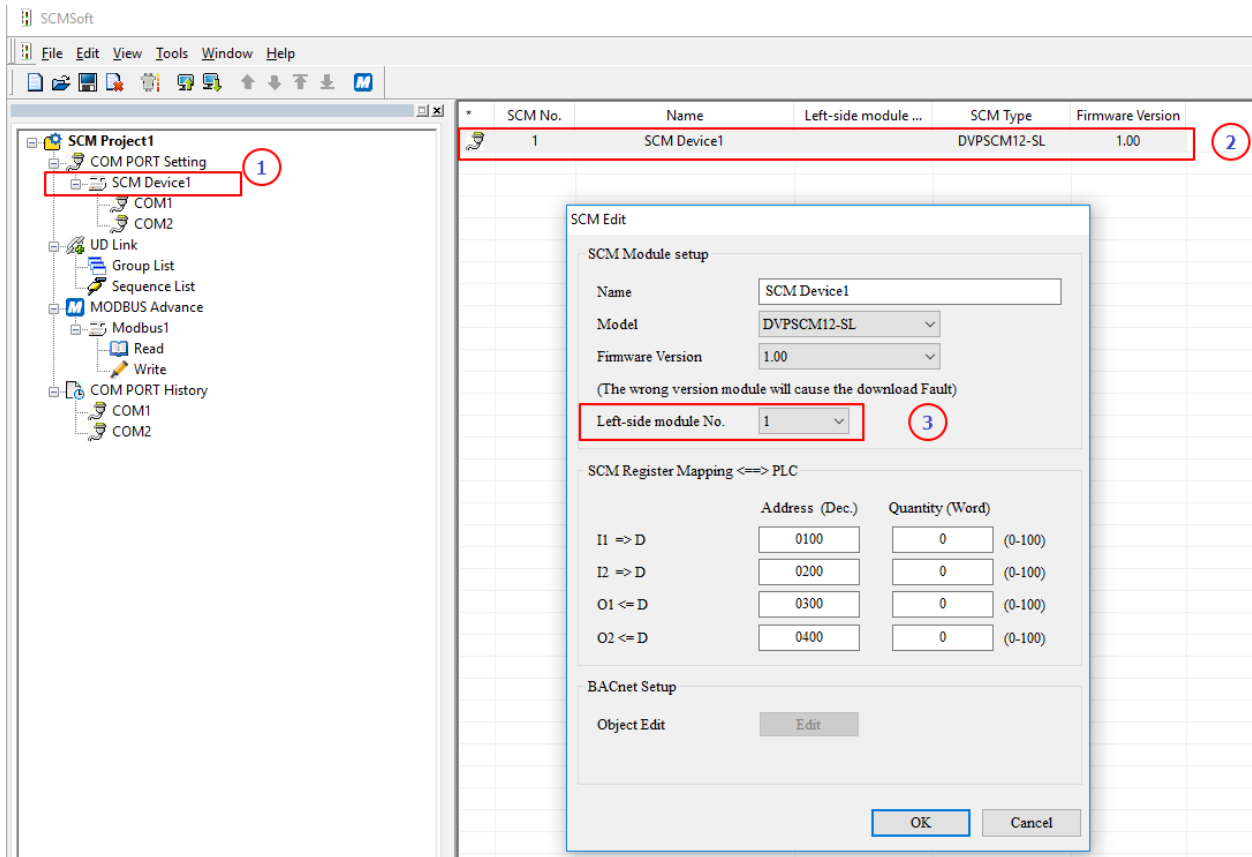 SCMSoft
File Edit View Tools Window Help
SCM Project1
COM PORT Setting
SCM Device1
COM1
COM2
UD Link
Group List
Sequence List
MODBUS Advance
Modbus1
Read
Write
COM PORT History
COM1
COM2
1
* SCM No. Name Left-side module ... SCM Type Firmware Version
1 SCM Device1 DVPSCM12-SL 1.00
2
SCM Edit
SCM Module setup
Name SCM Device1
Model DVPSCM12-SL
Firmware Version 1.00
(The wrong version module will cause the download Fault)
Left-side module No. 1
3
SCM Register Mapping <==> PLC
Address (Dec.) Quantity (Word)
I1 => D 0100 0 (0-100)
I2 => D 0200 0 (0-100)
O1 <= D 0300 0 (0-100)
O2 <= D 0400 0 (0-100)
BACnet Setup
Object Edit Edit
OK Cancel